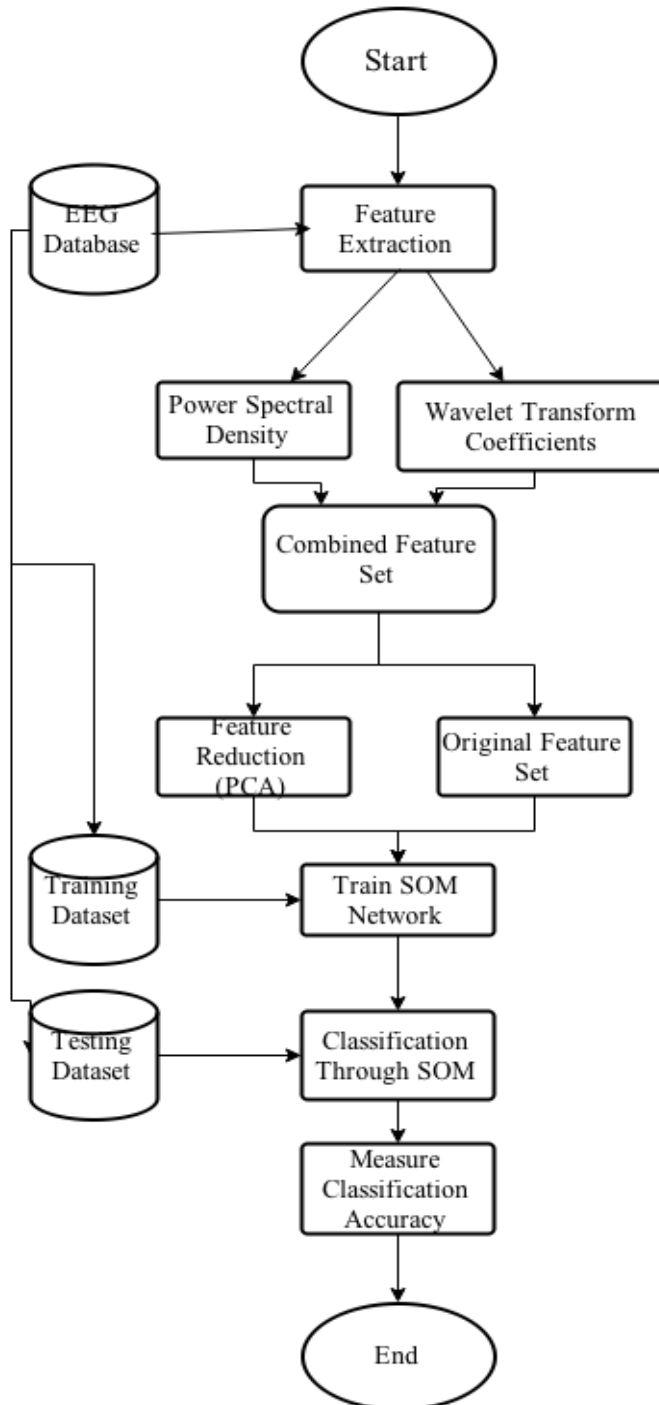 Start
EEG
Database
Feature
Extraction
Power Spectral
Density
Wavelet Transform
Coefficients
Combined Feature
Set
Feature
Reduction
(PCA)
Original Feature
Set
Training
Dataset
Train SOM
Network
Testing
Dataset
Classification
Through SOM
Measure
Classification
Accuracy
End